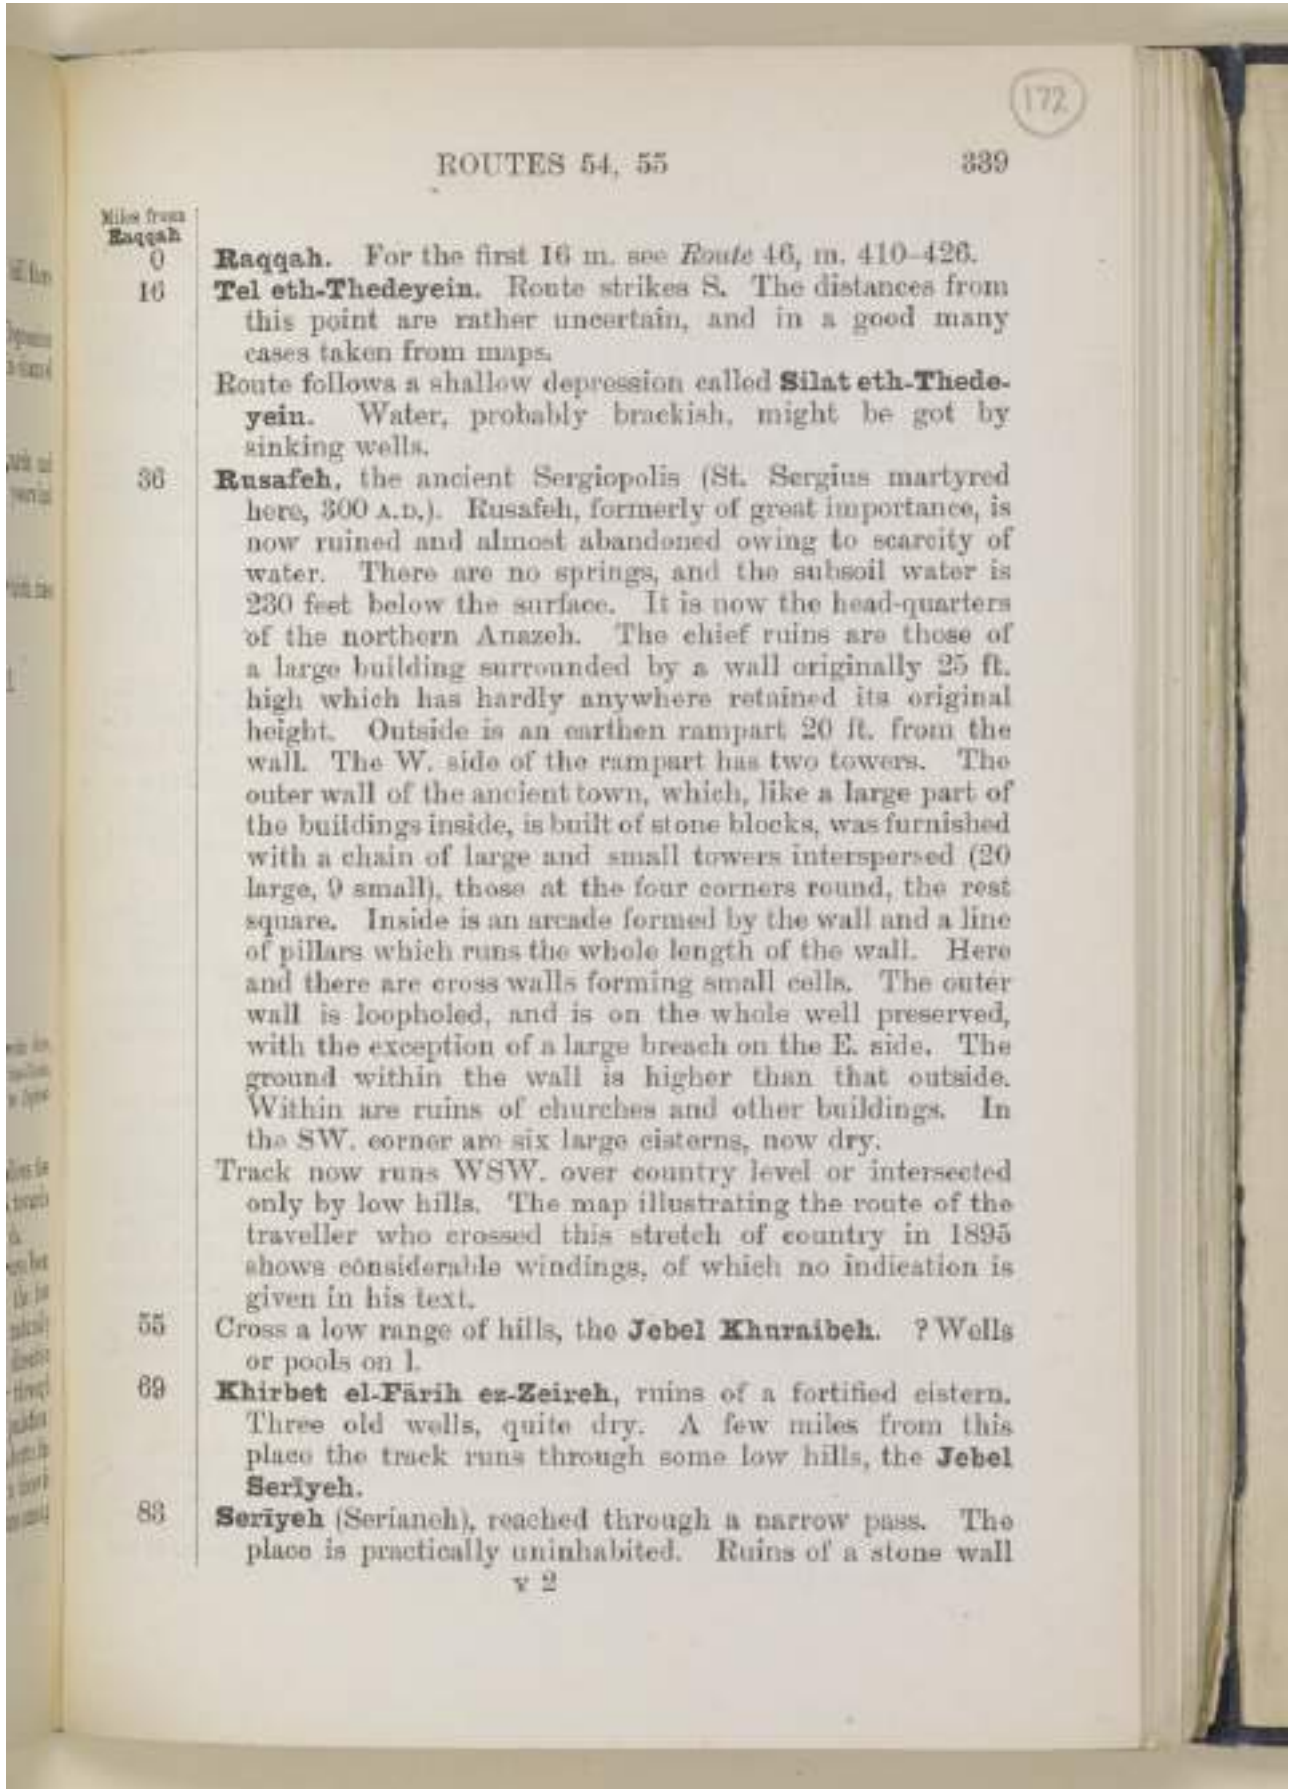 172
ROUTES 54, 55 339
Miles from
Raqqah
0 Raqqah. For the first 16 m. see Route 46, m. 410–426.
16 Tel eth-Thedeyein. Route strikes S. The distances from
this point are rather uncertain, and in a good many
cases taken from maps.
Route follows a shallow depression called Silat eth-Thede-
yein. Water, probably brackish, might be got by
sinking wells.
36 Rusafeh, the ancient Sergiopolis (St. Sergius martyred
here, 300 A.D.). Rusafeh, formerly of great importance, is
now ruined and almost abandoned owing to scarcity of
water. There are no springs, and the subsoil water is
230 feet below the surface. It is now the head-quarters
of the northern Anazeh. The chief ruins are those of
a large building surrounded by a wall originally 25 ft.
high which has hardly anywhere retained its original
height. Outside is an earthen rampart 20 ft. from the
wall. The W. side of the rampart has two towers. The
outer wall of the ancient town, which, like a large part of
the buildings inside, is built of stone blocks, was furnished
with a chain of large and small towers interspersed (20
large, 9 small), those at the four corners round, the rest
square. Inside is an arcade formed by the wall and a line
of pillars which runs the whole length of the wall. Here
and there are cross walls forming small cells. The outer
wall is loopholed, and is on the whole well preserved,
with the exception of a large breach on the E. side. The
ground within the wall is higher than that outside.
Within are ruins of churches and other buildings. In
the SW. corner are six large cisterns, now dry.
Track now runs WSW. over country level or intersected
only by low hills. The map illustrating the route of the
traveller who crossed this stretch of country in 1895
shows considerable windings, of which no indication is
given in his text.
55 Cross a low range of hills, the Jebel Khuraibeh. ? Wells
or pools on l.
69 Khirbet el-Fārih ez-Zeireh, ruins of a fortified cistern.
Three old wells, quite dry. A few miles from this
place the track runs through some low hills, the Jebel
Serīyeh.
83 Serīyeh (Serianeh), reached through a narrow pass. The
place is practically uninhabited. Ruins of a stone wall
Y 2